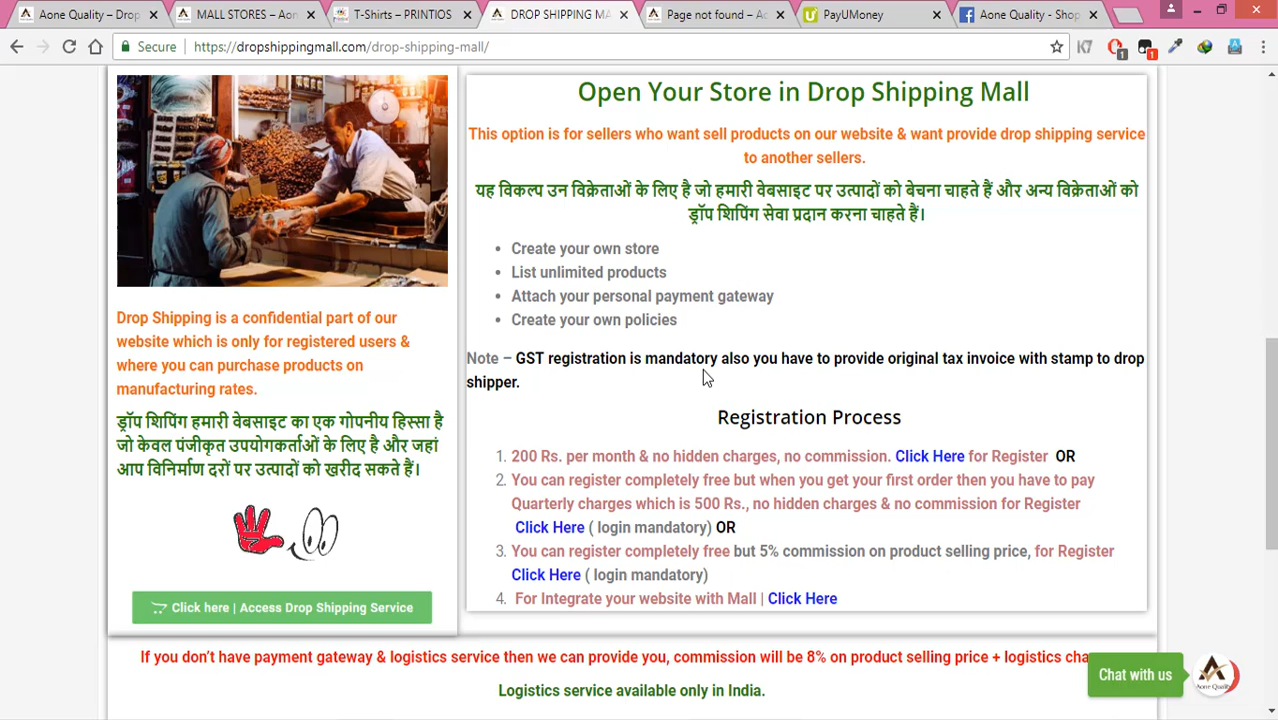 Aone Quality – Drop
MALL STORES – Aon
T-Shirts – PRINTIOS
DROP SHIPPING MA
Page not found – Ao
PayUMoney
Aone Quality - Shop
Secure https://dropshippingmall.com/drop-shipping-mall/
Drop Shipping is a confidential part of our
website which is only for registered users &
where you can purchase products on
manufacturing rates.
ड्रॉप शिपिंग हमारी वेबसाइट का एक गोपनीय हिस्सा है
जो केवल पंजीकृत उपयोगकर्ताओं के लिए है और जहां
आप विनिर्माण दरों पर उत्पादों को खरीद सकते हैं।
Click here | Access Drop Shipping Service
Open Your Store in Drop Shipping Mall
This option is for sellers who want sell products on our website & want provide drop shipping service
to another sellers.
यह विकल्प उन विक्रेताओं के लिए है जो हमारी वेबसाइट पर उत्पादों को बेचना चाहते हैं और अन्य विक्रेताओं को
ड्रॉप शिपिंग सेवा प्रदान करना चाहते हैं।
• Create your own store
• List unlimited products
• Attach your personal payment gateway
• Create your own policies
Note – GST registration is mandatory also you have to provide original tax invoice with stamp to drop
shipper.
Registration Process
1. 200 Rs. per month & no hidden charges, no commission. Click Here for Register OR
2. You can register completely free but when you get your first order then you have to pay
Quarterly charges which is 500 Rs., no hidden charges & no commission for Register
Click Here ( login mandatory) OR
3. You can register completely free but 5% commission on product selling price, for Register
Click Here ( login mandatory)
4. For Integrate your website with Mall | Click Here
If you don't have payment gateway & logistics service then we can provide you, commission will be 8% on product selling price + logistics cha
Logistics service available only in India.
Chat with us
Aone Quality